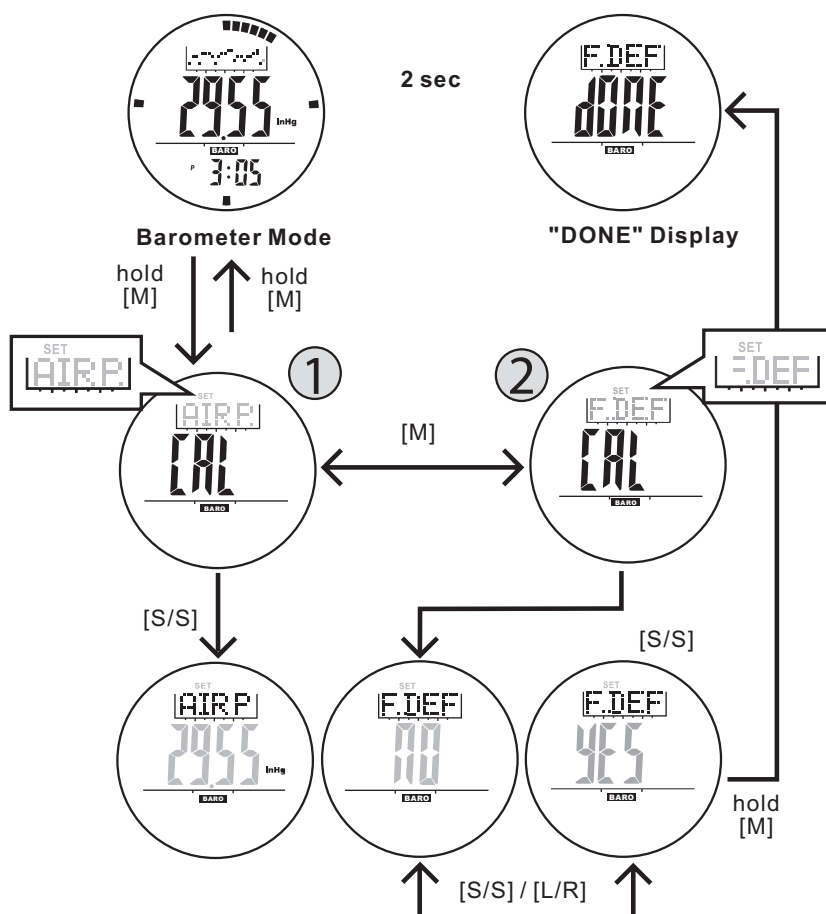 29.55 InHg
BARO
P 3:05
2 sec
F.DEF
dONE
BARO
Barometer Mode
"DONE" Display
hold
[M]
hold
[M]
SET
AIR.P.
1
2
SET
F.DEF
SET
AIR.P.
CAL
BARO
[M]
SET
F.DEF
CAL
BARO
[S/S]
[S/S]
SET
AIR P
29.55 InHg
BARO
SET
F.DEF
NO
BARO
SET
F.DEF
YES
BARO
hold
[M]
[S/S] / [L/R]